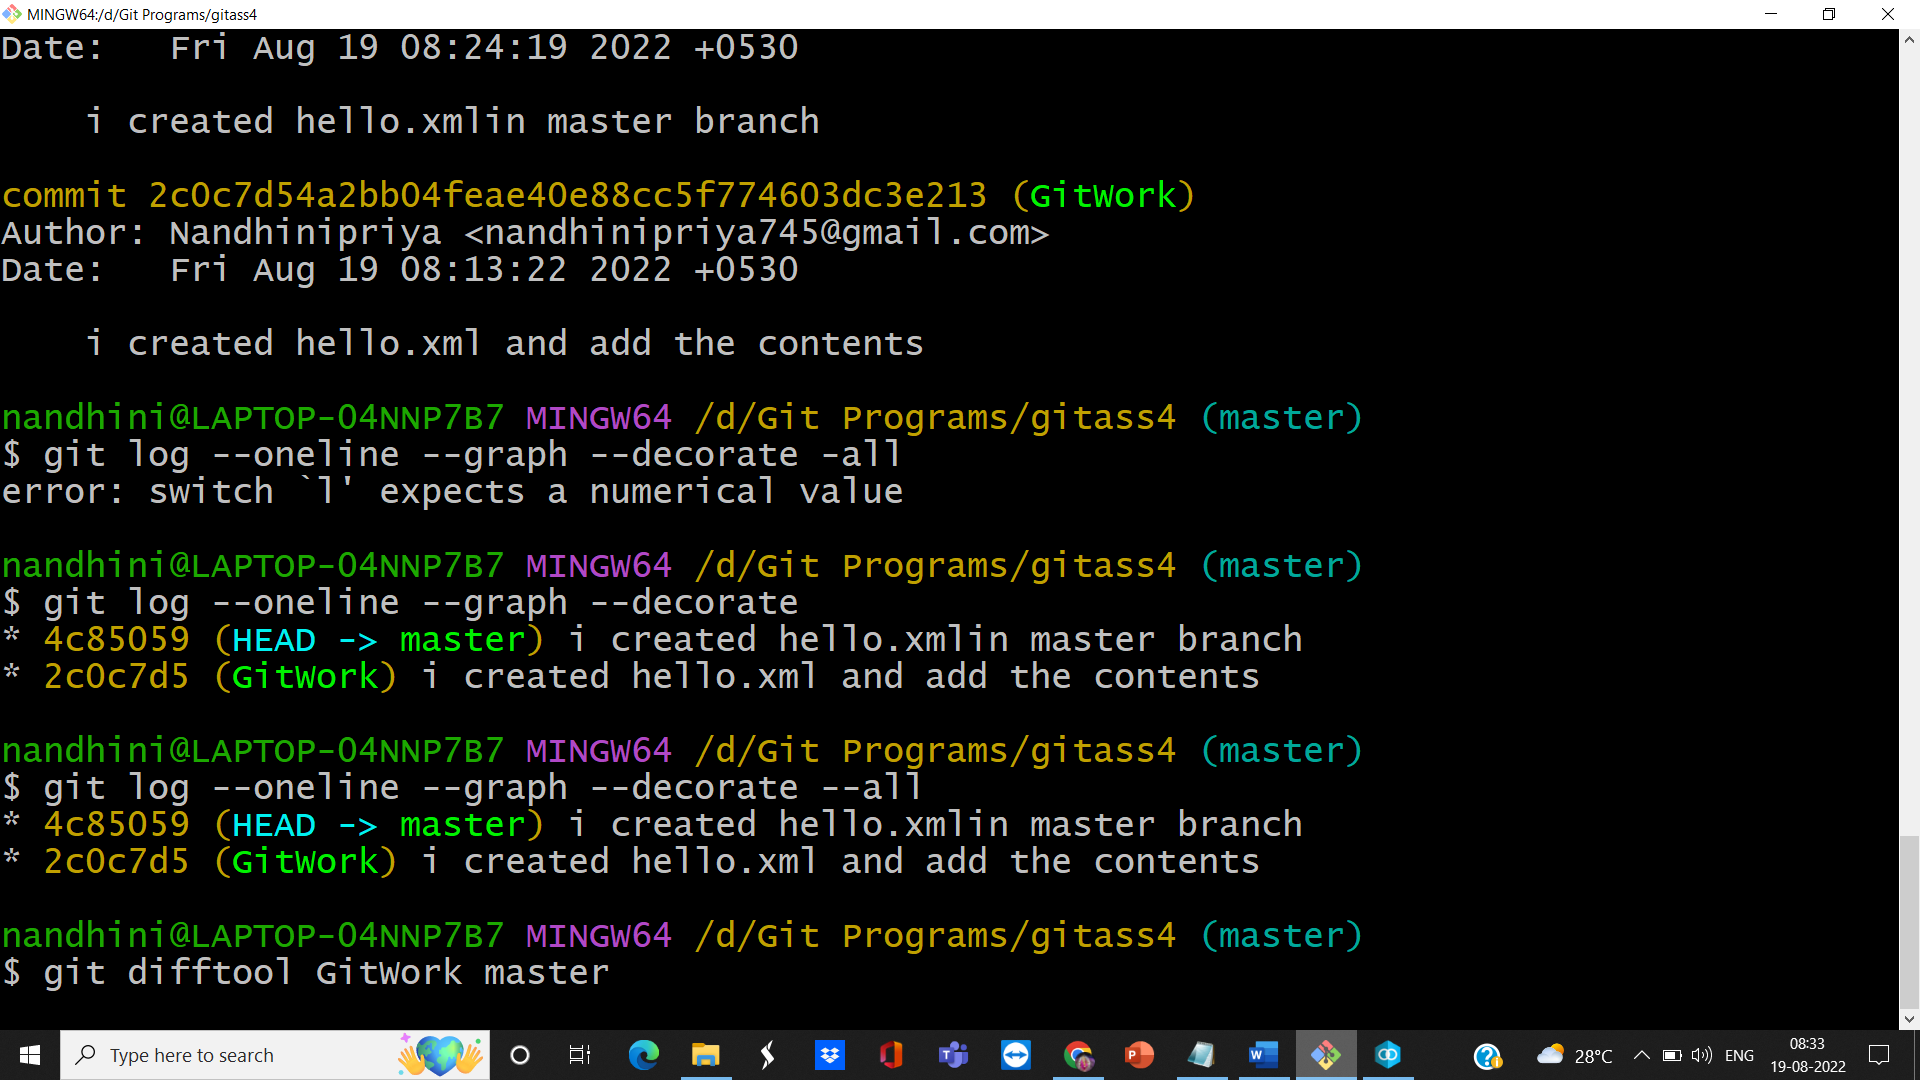 MINGW64:/d/Git Programs/gitass4
Date:   Fri Aug 19 08:24:19 2022 +0530
    i created hello.xmlin master branch
commit 2c0c7d54a2bb04feae40e88cc5f774603dc3e213 (GitWork)
Author: Nandhinipriya <nandhinipriya745@gmail.com>
Date:   Fri Aug 19 08:13:22 2022 +0530
    i created hello.xml and add the contents
nandhini@LAPTOP-04NNP7B7 MINGW64 /d/Git Programs/gitass4 (master)
$ git log --oneline --graph --decorate -all
error: switch `l' expects a numerical value
nandhini@LAPTOP-04NNP7B7 MINGW64 /d/Git Programs/gitass4 (master)
$ git log --oneline --graph --decorate
* 4c85059 (HEAD -> master) i created hello.xmlin master branch
* 2c0c7d5 (GitWork) i created hello.xml and add the contents
nandhini@LAPTOP-04NNP7B7 MINGW64 /d/Git Programs/gitass4 (master)
$ git log --oneline --graph --decorate --all
* 4c85059 (HEAD -> master) i created hello.xmlin master branch
* 2c0c7d5 (GitWork) i created hello.xml and add the contents
nandhini@LAPTOP-04NNP7B7 MINGW64 /d/Git Programs/gitass4 (master)
$ git difftool GitWork master
Type here to search
28°C
ENG
08:33
19-08-2022